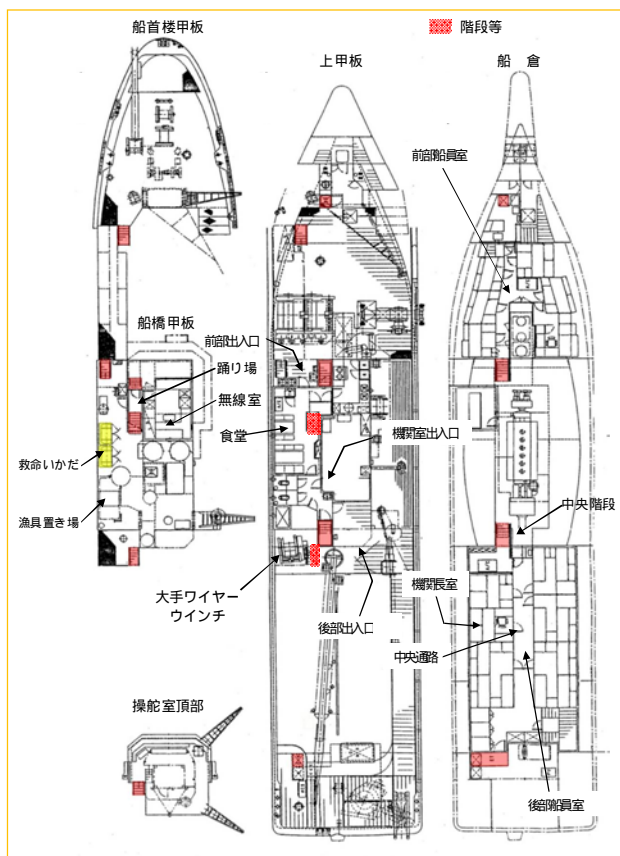 船首楼甲板
階段等
上甲板
船倉
前部船員室
船橋甲板
前部出入口
踊り場
無線室
食堂
機関室出入口
救命いかだ
漁具置き場
中央階段
大手ワイヤー
ウインチ
機関長室
後部出入口
中央通路
操舵室頂部
後部船員室